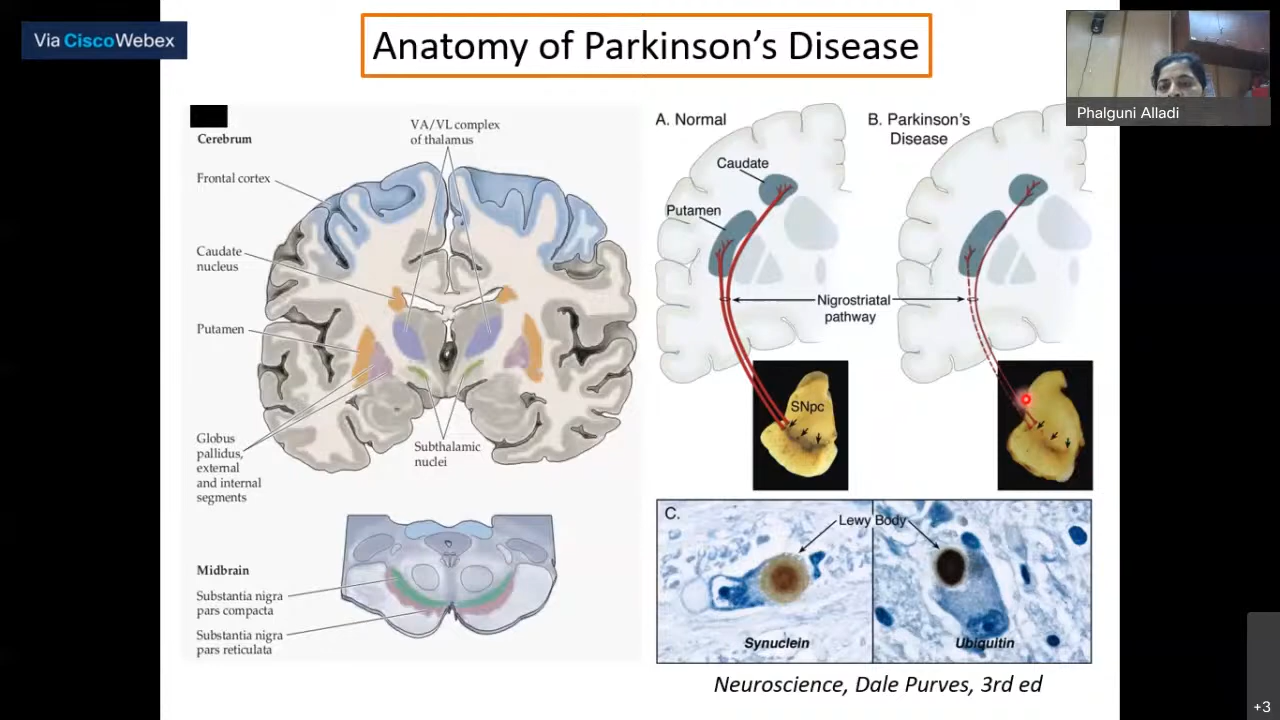 Via CiscoWebex
Anatomy of Parkinson's Disease
Phalguni Alladi
Cerebrum
VA/VL complex
of thalamus
Frontal cortex
Caudate
nucleus
Putamen
Globus
pallidus,
external
and internal
segments
Subthalamic
nuclei
Midbrain
Substantia nigra
pars compacta
Substantia nigra
pars reticulata
A. Normal
B. Parkinson's
Disease
Caudate
Putamen
Nigrostriatal
pathway
SNpc
C.
Lewy Body
Synuclein
Ubiquitin
Neuroscience, Dale Purves, 3rd ed
+3